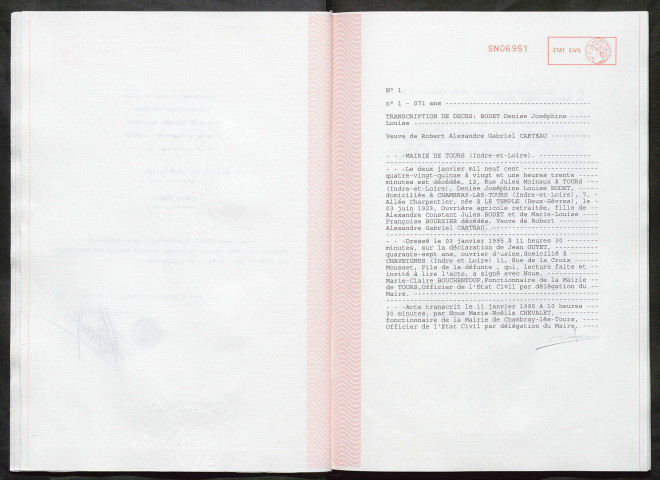 SN06951
ETAT CIVIL
N° 1
n° 1 - 071 ans ---
TRANSCRIPTION DE DECES: BODET Denise Joséphine -----
Louise ---
Veuve de Robert Alexandre Gabriel CARTEAU ----------
- - -MAIRIE DE TOURS (Indre-et-Loire). -------------
- - -Le deux janvier mil neuf cent -----------------
quatre-vingt-quinze à vingt et une heures trente ---
minutes est décédée, 12, Rue Jules Moinaux à TOURS -
(Indre-et-Loire), Denise Joséphine Louise BODET, ---
domiciliée à CHAMBRAY-LÈS-TOURS (Indre-et-Loire), 7, -
Allée Charpentier, née à LE TEMPLE (Deux-Sèvres), le -
03 juin 1923, Ouvrière agricole retraitée, fille de -
Alexandre Constant Jules BODET et de Marie-Louise ---
Françoise BOURSIER décédés. Veuve de Robert --------
Alexandre Gabriel CARTEAU. ---
- - -Dressé le 03 janvier 1995 à 11 heures 30 -------
minutes, sur la déclaration de Jean GUYET, ---------
quarante-sept ans, ouvrier d'usine,domicilié à -----
CHAVEIGNES (Indre et Loire) 11, Rue de la Croix ----
Mousset, Fils de la défunte , qui, lecture faite et -
invité à lire l'acte, a signé avec Nous, -----------
Marie-Claire BOUCHENTOUF,Fonctionnaire de la Mairie -
de TOURS,Officier de l'Etat Civil par délégation du --
Maire. ---
- - -Acte transcrit le 11 janvier 1995 à 10 heures ---
30 minutes, par Nous Marie-Noëlle CHEVALET, --------
fonctionnaire de la Mairie de Chambray-lès-Tours, ---
Officier de l'Etat Civil par délégation du Maire. ----